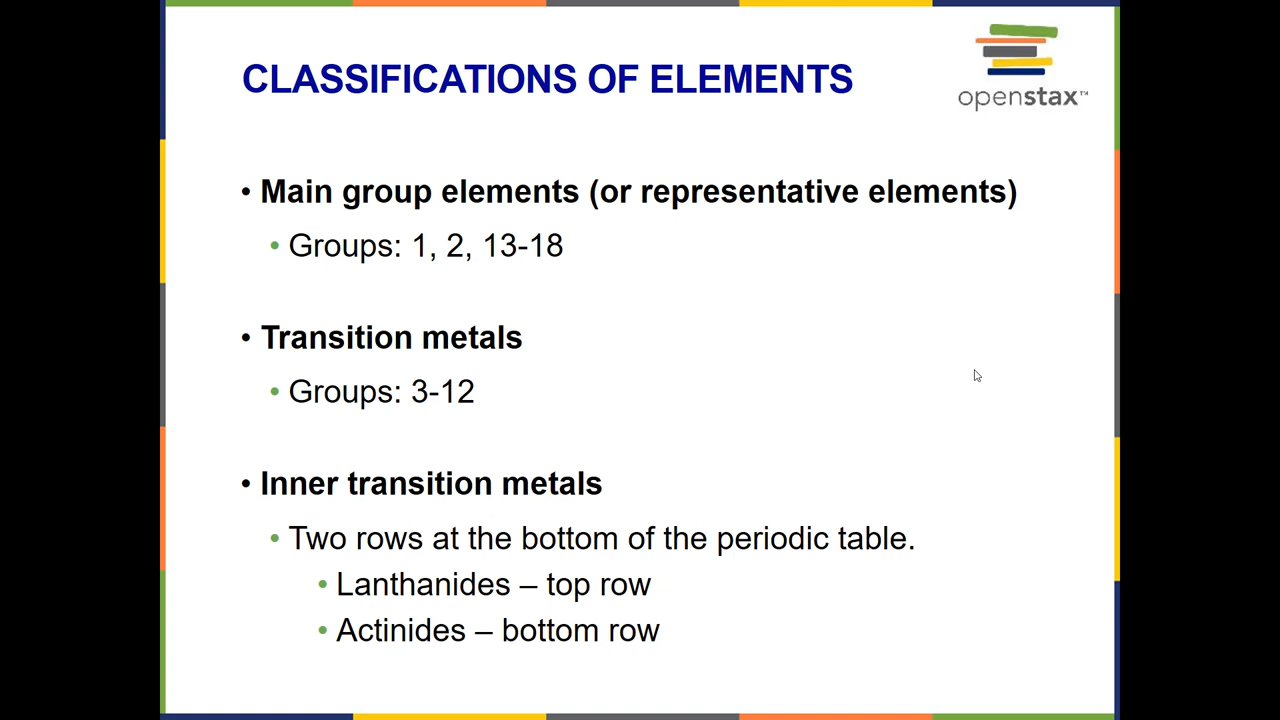 CLASSIFICATIONS OF ELEMENTS
openstax™
• Main group elements (or representative elements)
• Groups: 1, 2, 13-18
• Transition metals
• Groups: 3-12
• Inner transition metals
• Two rows at the bottom of the periodic table.
• Lanthanides – top row
• Actinides – bottom row